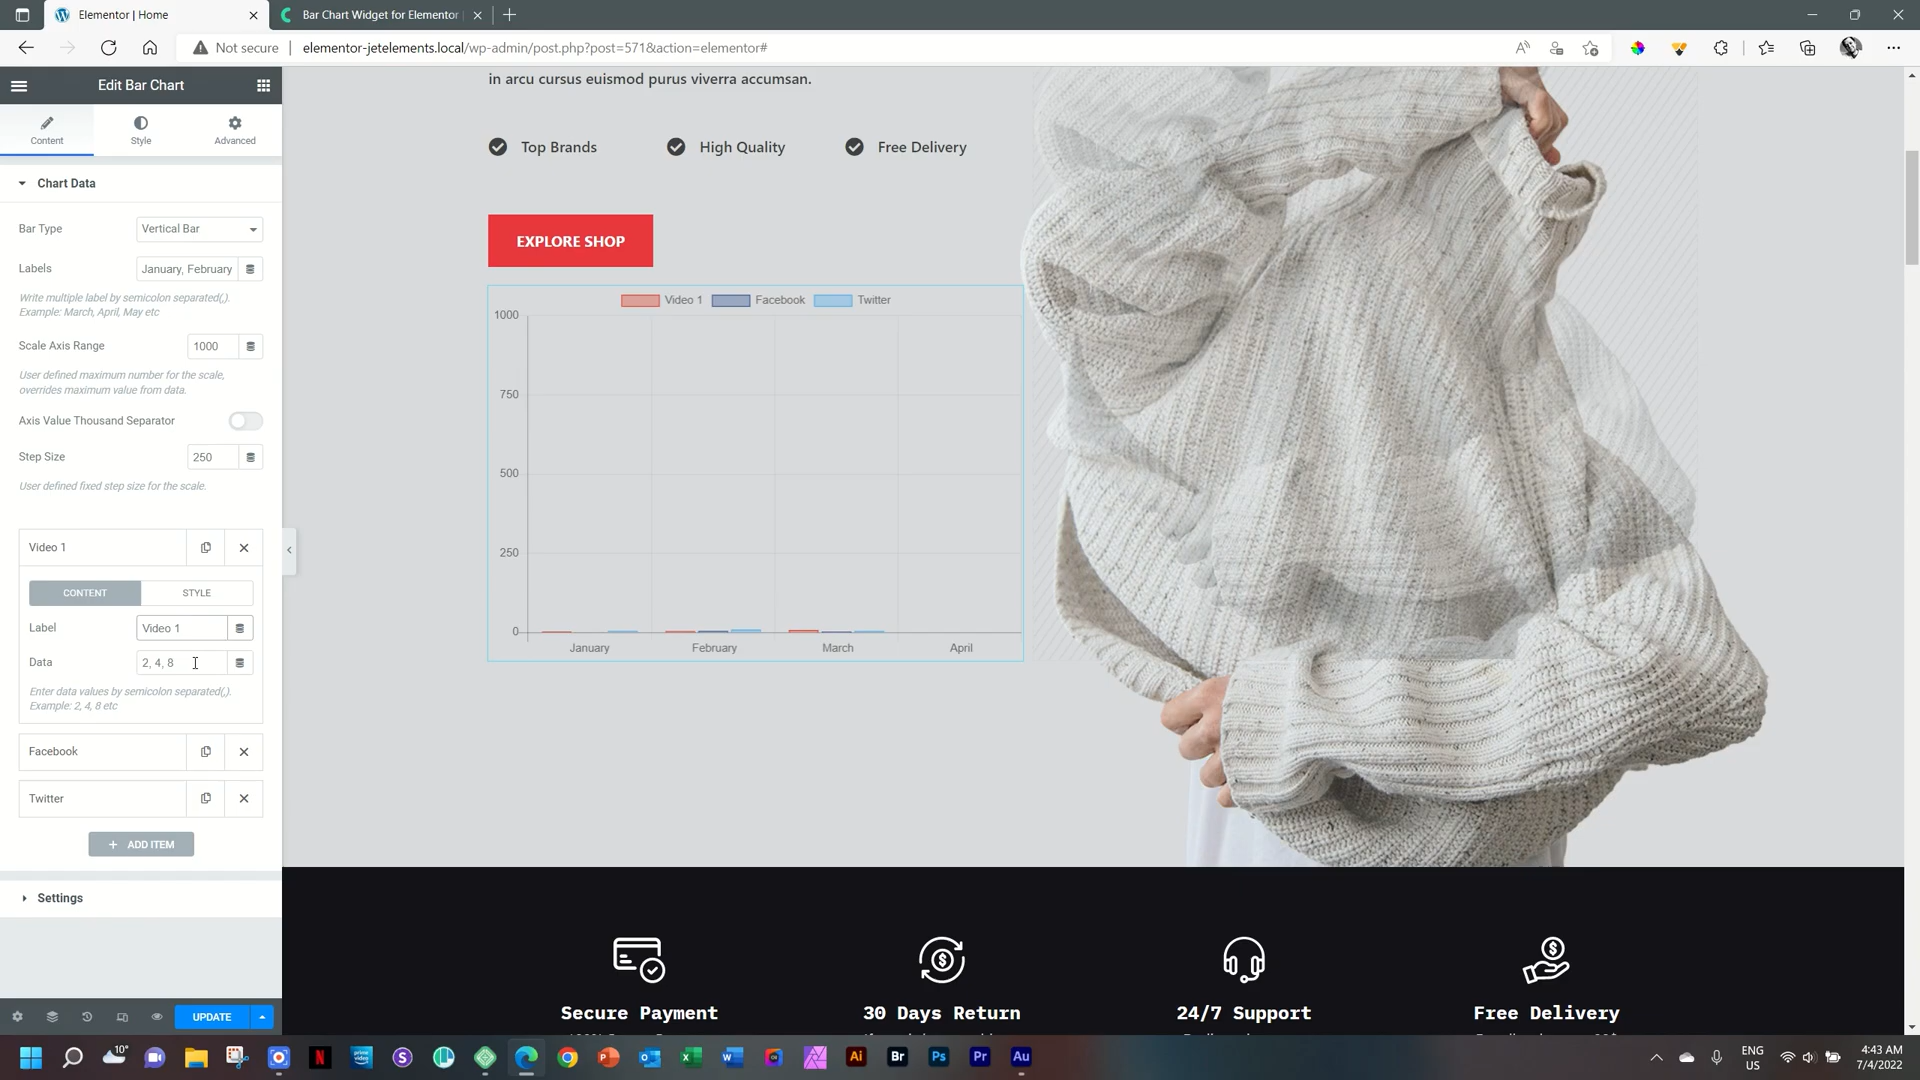 Elementor | Home
Bar Chart Widget for Elementor
Not secure
elementor-jetelements.local/wp-admin/post.php?post=571&action=elementor#
Edit Bar Chart
Content
Style
Advanced
Chart Data
Bar Type
Vertical Bar
Labels
January, February
Write multiple label by semicolon separated(,).
Example: March, April, May etc
Scale Axis Range
1000
User defined maximum number for the scale,
overrides maximum value from data.
Axis Value Thousand Separator
Step Size
250
User defined fixed step size for the scale.
Video 1
CONTENT
STYLE
Label
Video 1
Data
2, 4, 8
Enter data values by semicolon separated(,).
Example: 2, 4, 8 etc
Facebook
Twitter
+ ADD ITEM
Settings
UPDATE
in arcu cursus euismod purus viverra accumsan.
Top Brands
High Quality
Free Delivery
EXPLORE SHOP
Video 1
Facebook
Twitter
1000
750
500
250
0
January
February
March
April
Secure Payment
30 Days Return
24/7 Support
Free Delivery
10°
N
prime video
S
Ai
Br
Ps
Pr
Au
ENG
US
4:43 AM
7/4/2022